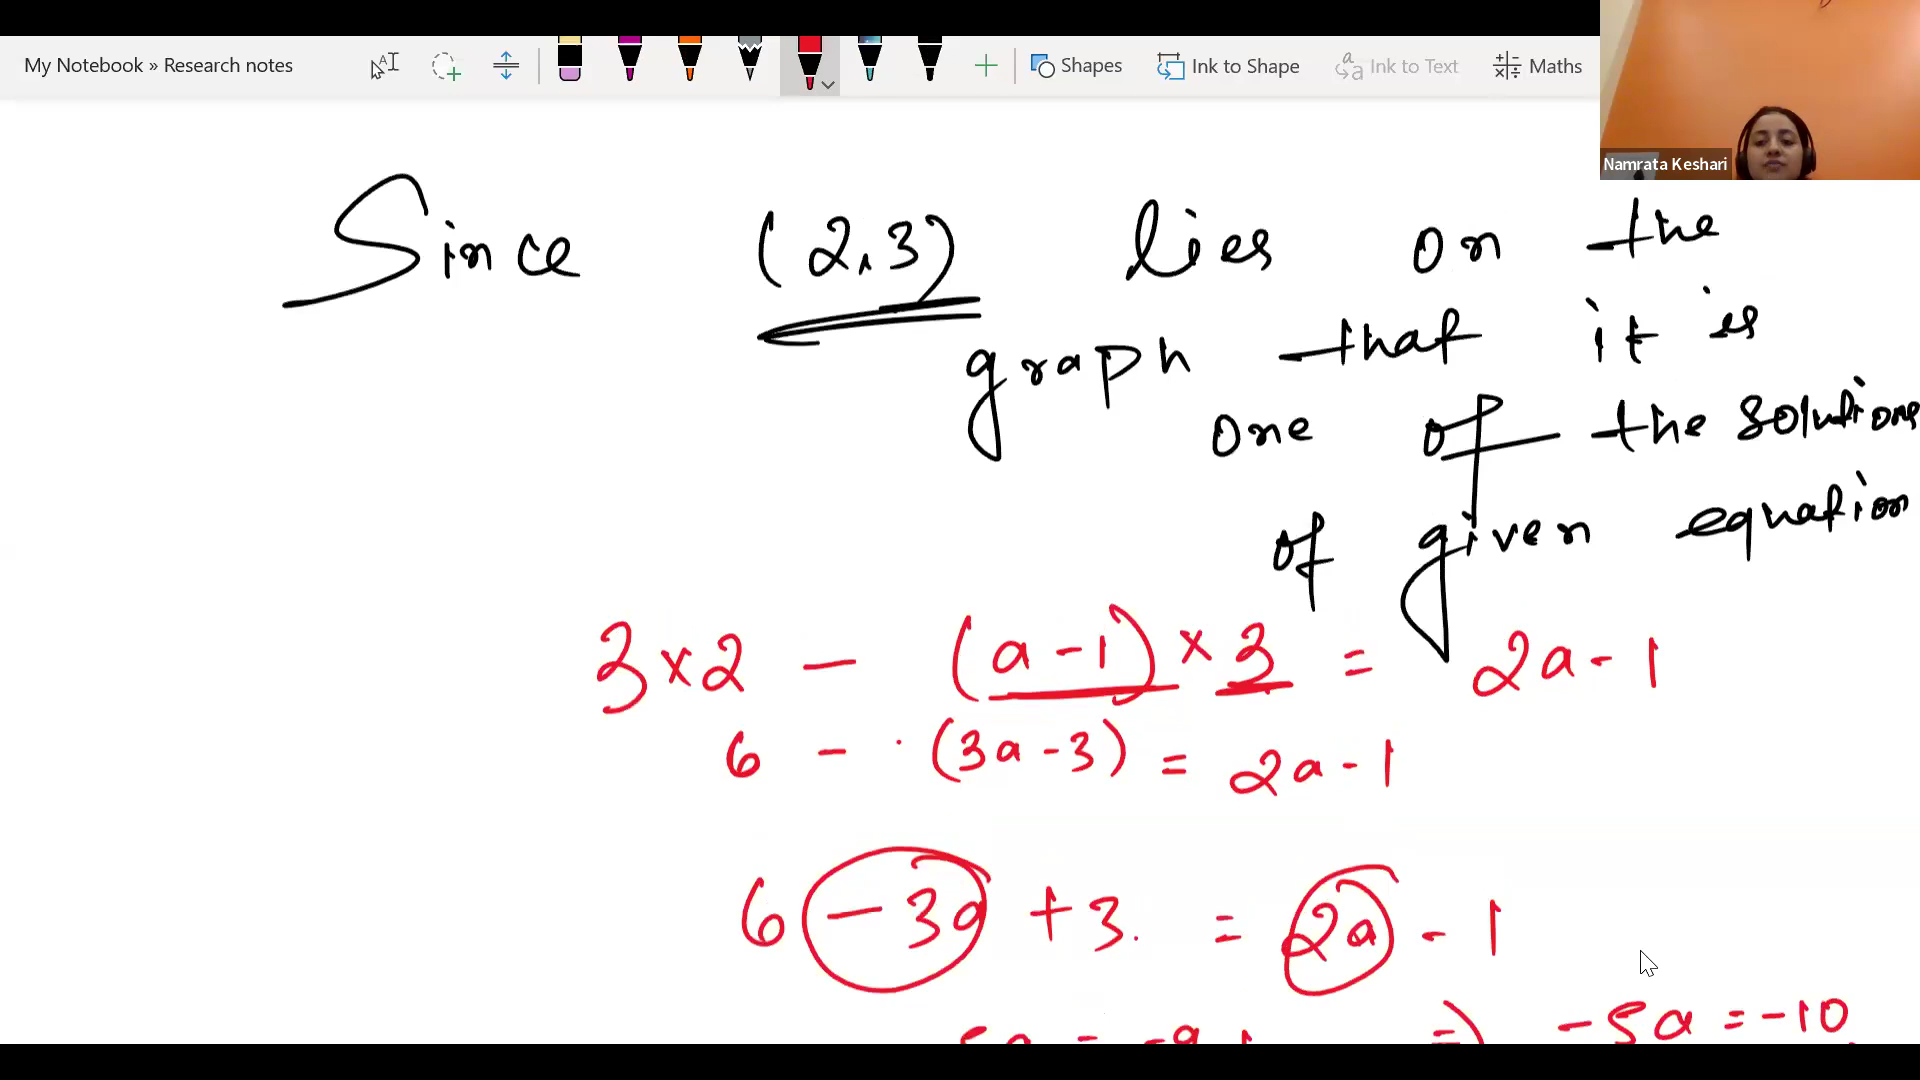 My Notebook » Research notes
Shapes
Ink to Shape
Ink to Text
Maths
Namrata Keshari
Since (2,3) lies on the
graph that it is
one of the solutions
of given equation
3 × 2 - (a - 1) × 3 = 2a - 1
6 - (3a - 3) = 2a - 1
6 - 3a + 3 = 2a - 1
-5a = -10